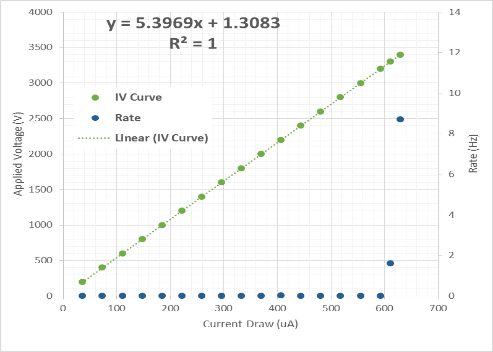 y = 5.3969x + 1.3083
R² = 1
IV Curve
Rate
Linear (IV Curve)
Applied Voltage (V)
4000
3500
3000
2500
2000
1500
1000
500
0
14
12
10
8
6
4
2
0
Rate (Hz)
0 100 200 300 400 500 600 700
Current Draw (uA)